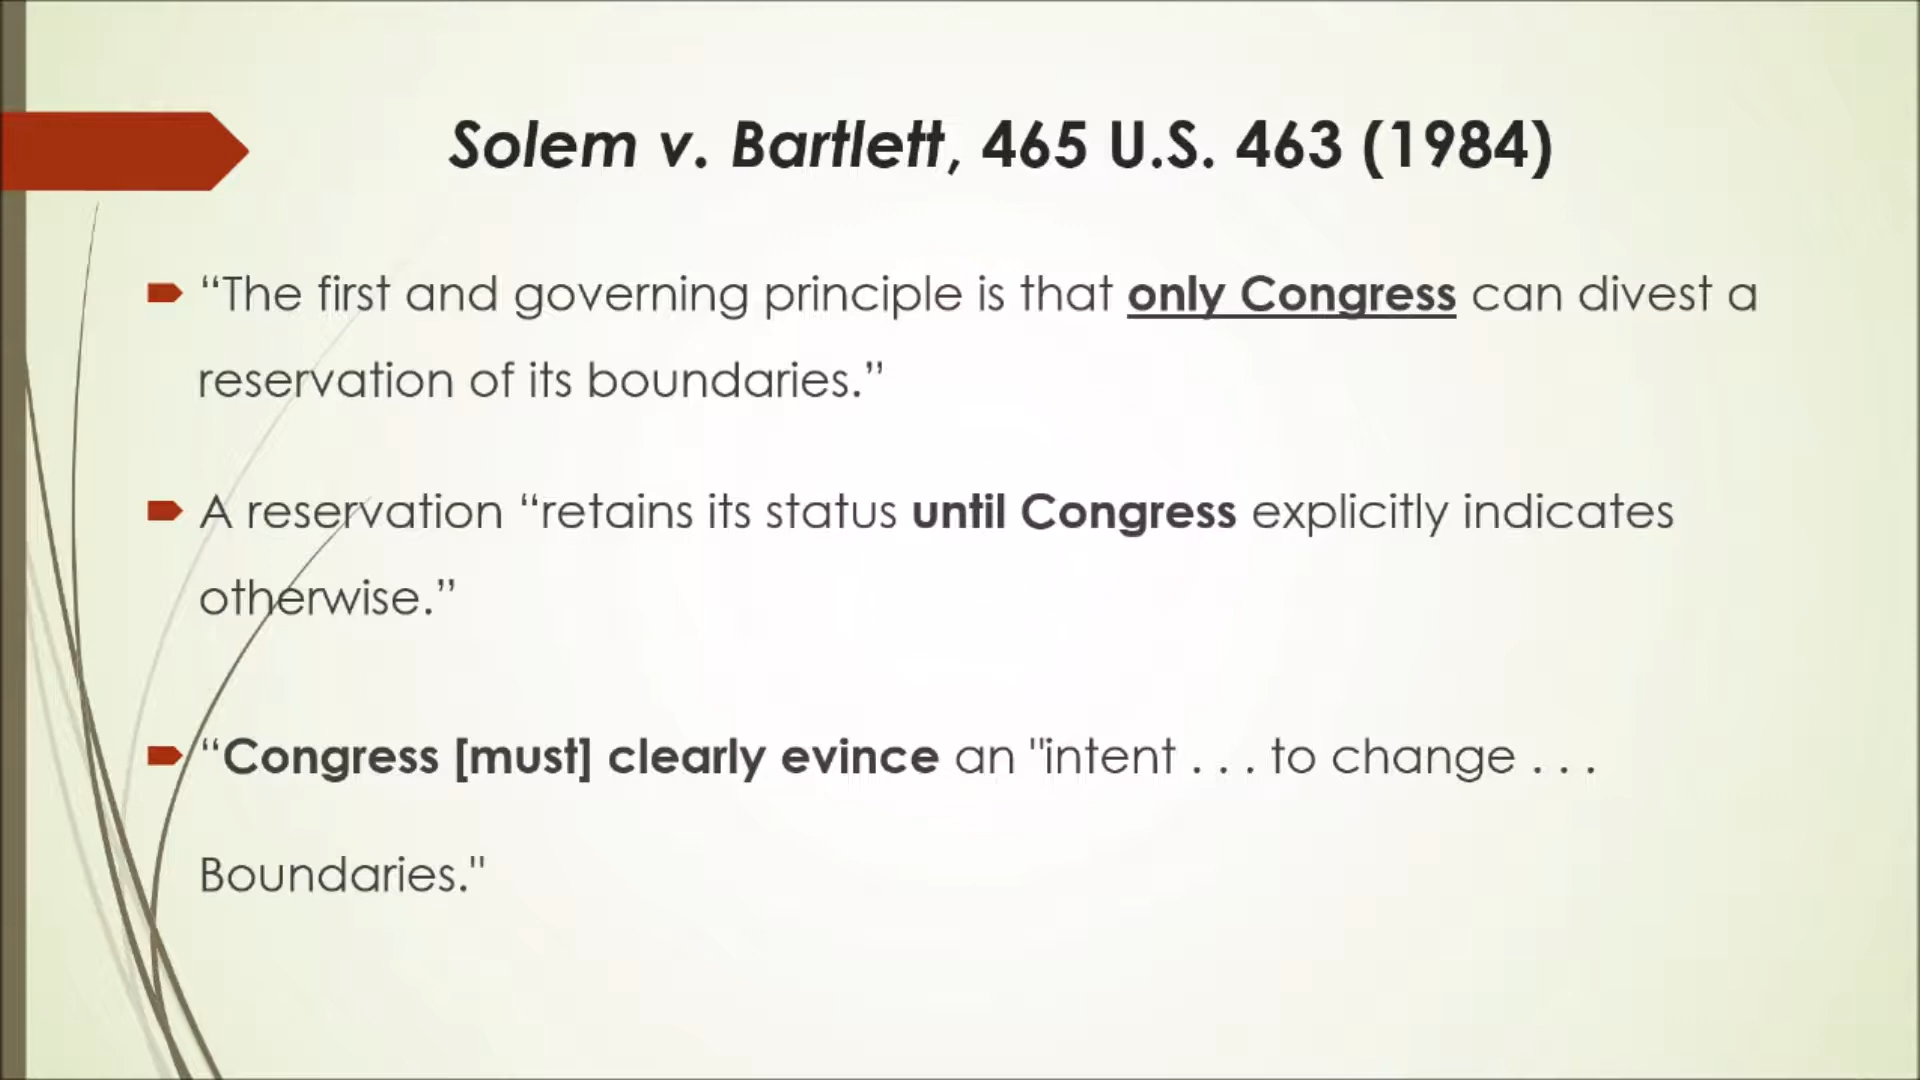 Solem v. Bartlett, 465 U.S. 463 (1984)
“The first and governing principle is that only Congress can divest a
reservation of its boundaries.”
A reservation “retains its status until Congress explicitly indicates
otherwise.”
“Congress [must] clearly evince an "intent . . . to change . . .
Boundaries."